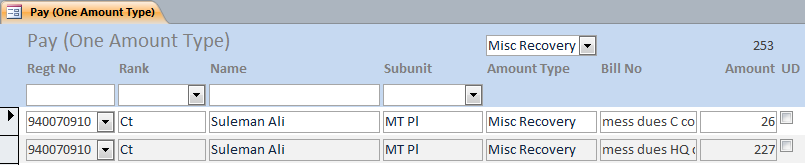 Pay (One Amount Type)
Pay (One Amount Type) Misc Recovery 253
Regt No Rank Name Subunit Amount Type Bill No Amount UD
940070910 Ct Suleman Ali MT Pl Misc Recovery mess dues C co 26
940070910 Ct Suleman Ali MT Pl Misc Recovery mess dues HQ c 227